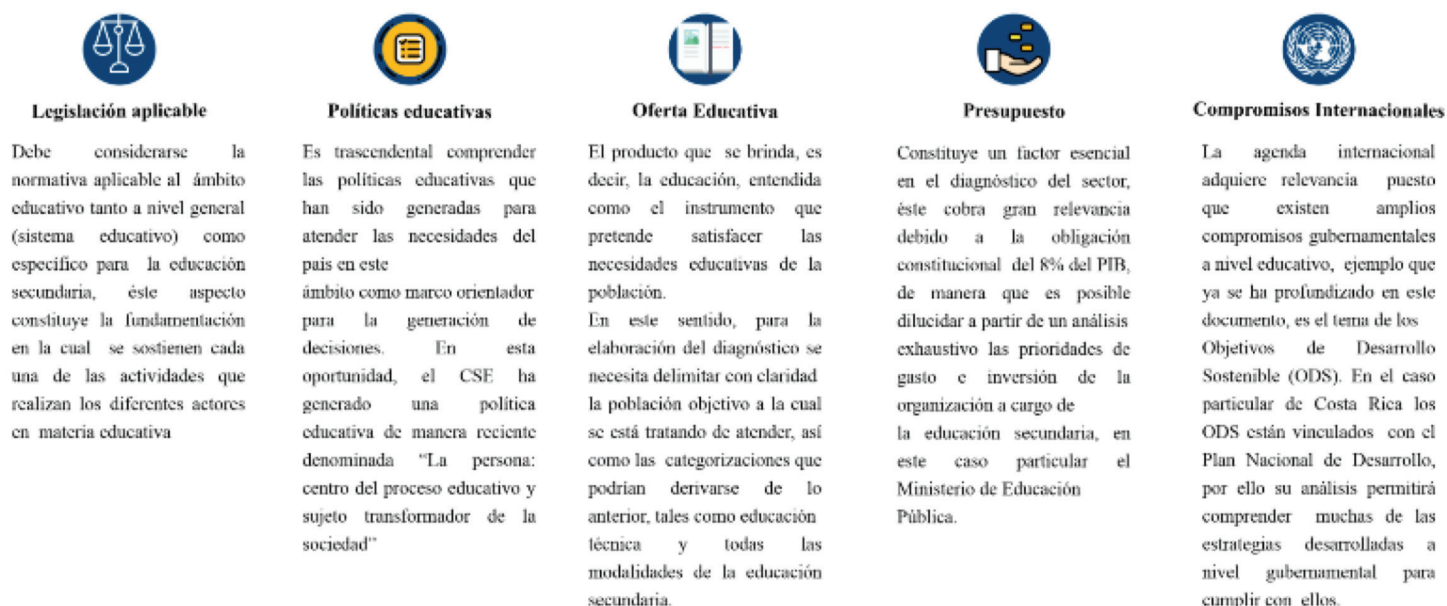 Legislación aplicable
Debe considerarse la
normativa aplicable al ámbito
educativo tanto a nivel general
(sistema educativo) como
específico para la educación
secundaria, éste aspecto
constituye la fundamentación
en la cual se sostienen cada
una de las actividades que
realizan los diferentes actores
en materia educativa
Políticas educativas
Es trascendental comprender
las políticas educativas que
han sido generadas para
atender las necesidades del
país en este
ámbito como marco orientador
para la generación de
decisiones. En esta
oportunidad, el CSE ha
generado una política
educativa de manera reciente
denominada “La persona:
centro del proceso educativo y
sujeto transformador de la
sociedad”
Oferta Educativa
El producto que se brinda, es
decir, la educación, entendida
como el instrumento que
pretende satisfacer las
necesidades educativas de la
población.
En este sentido, para la
elaboración del diagnóstico se
necesita delimitar con claridad
la población objetivo a la cual
se está tratando de atender, así
como las categorizaciones que
podrían derivarse de lo
anterior, tales como educación
técnica y todas las
modalidades de la educación
secundaria.
Presupuesto
Constituye un factor esencial
en el diagnóstico del sector,
éste cobra gran relevancia
debido a la obligación
constitucional del 8% del PIB,
de manera que es posible
dilucidar a partir de un análisis
exhaustivo las prioridades de
gasto e inversión de la
organización a cargo de
la educación secundaria, en
este caso particular el
Ministerio de Educación
Pública.
Compromisos Internacionales
La agenda internacional
adquiere relevancia puesto
que existen amplios
compromisos gubernamentales
a nivel educativo, ejemplo que
ya se ha profundizado en este
documento, es el tema de los
Objetivos de Desarrollo
Sostenible (ODS). En el caso
particular de Costa Rica los
ODS están vinculados con el
Plan Nacional de Desarrollo,
por ello su análisis permitirá
comprender muchas de las
estrategias desarrolladas a
nivel gubernamental para
cumplir con ellos.